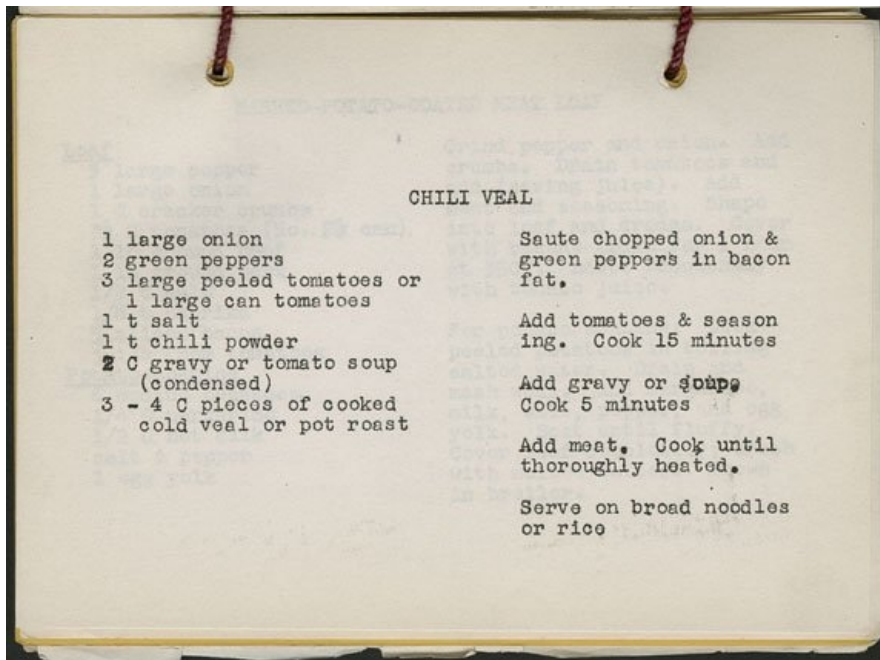 CHILI VEAL
1 large onion
2 green peppers
3 large peeled tomatoes or
1 large can tomatoes
1 t salt
1 t chili powder
2 C gravy or tomato soup
(condensed)
3 - 4 C pieces of cooked
cold veal or pot roast
Saute chopped onion &
green peppers in bacon
fat.
Add tomatoes & season
ing. Cook 15 minutes
Add gravy or soup.
Cook 5 minutes
Add meat. Cook until
thoroughly heated.
Serve on broad noodles
or rice